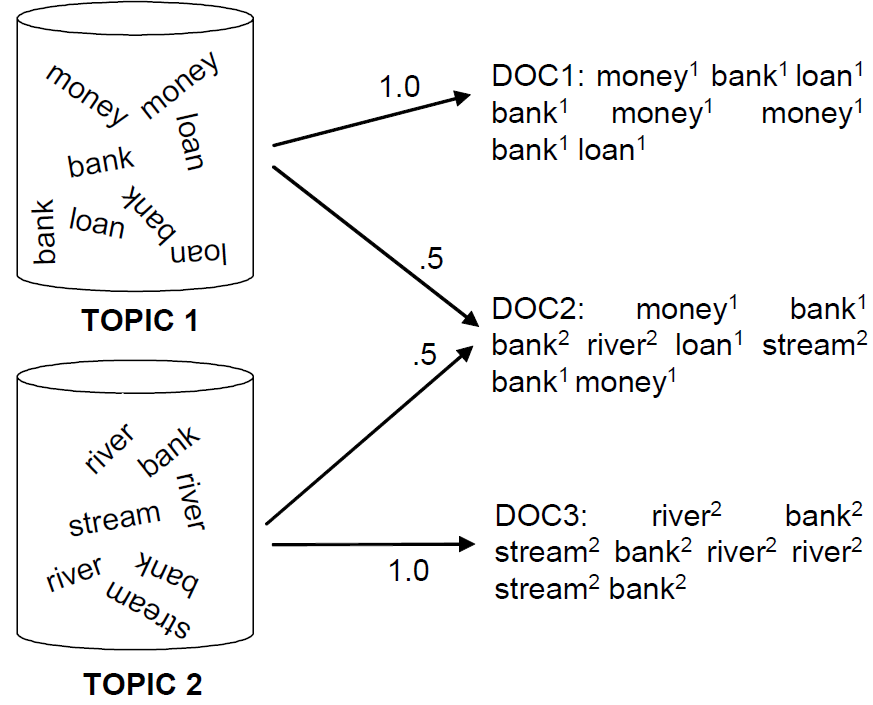 money money
loan
bank
bank loan bank
loan
TOPIC 1
river bank
river
stream
river bank
stream
TOPIC 2
1.0
.5
.5
1.0
DOC1: money¹ bank¹ loan¹
bank¹ money¹ money¹
bank¹ loan¹
DOC2: money¹ bank¹
bank² river² loan¹ stream²
bank¹ money¹
DOC3: river² bank²
stream² bank² river² river²
stream² bank²